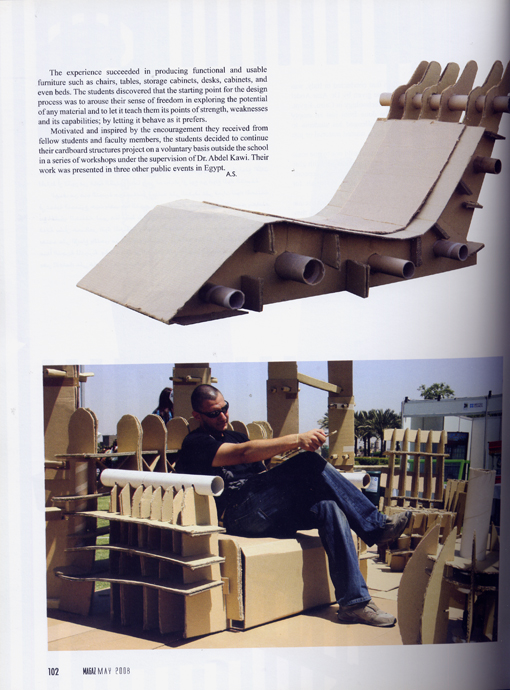 The experience succeeded in producing functional and usable
furniture such as chairs, tables, storage cabinets, desks, cabinets, and
even beds. The students discovered that the starting point for the design
process was to arouse their sense of freedom in exploring the potential
of any material and to let it teach them its points of strength, weaknesses
and its capabilities; by letting it behave as it prefers.
Motivated and inspired by the encouragement they received from
fellow students and faculty members, the students decided to continue
their cardboard structures project on a voluntary basis outside the school
in a series of workshops under the supervision of Dr. Abdel Kawi. Their
work was presented in three other public events in Egypt.
A.S.
102 MAGAZ MAY 2008